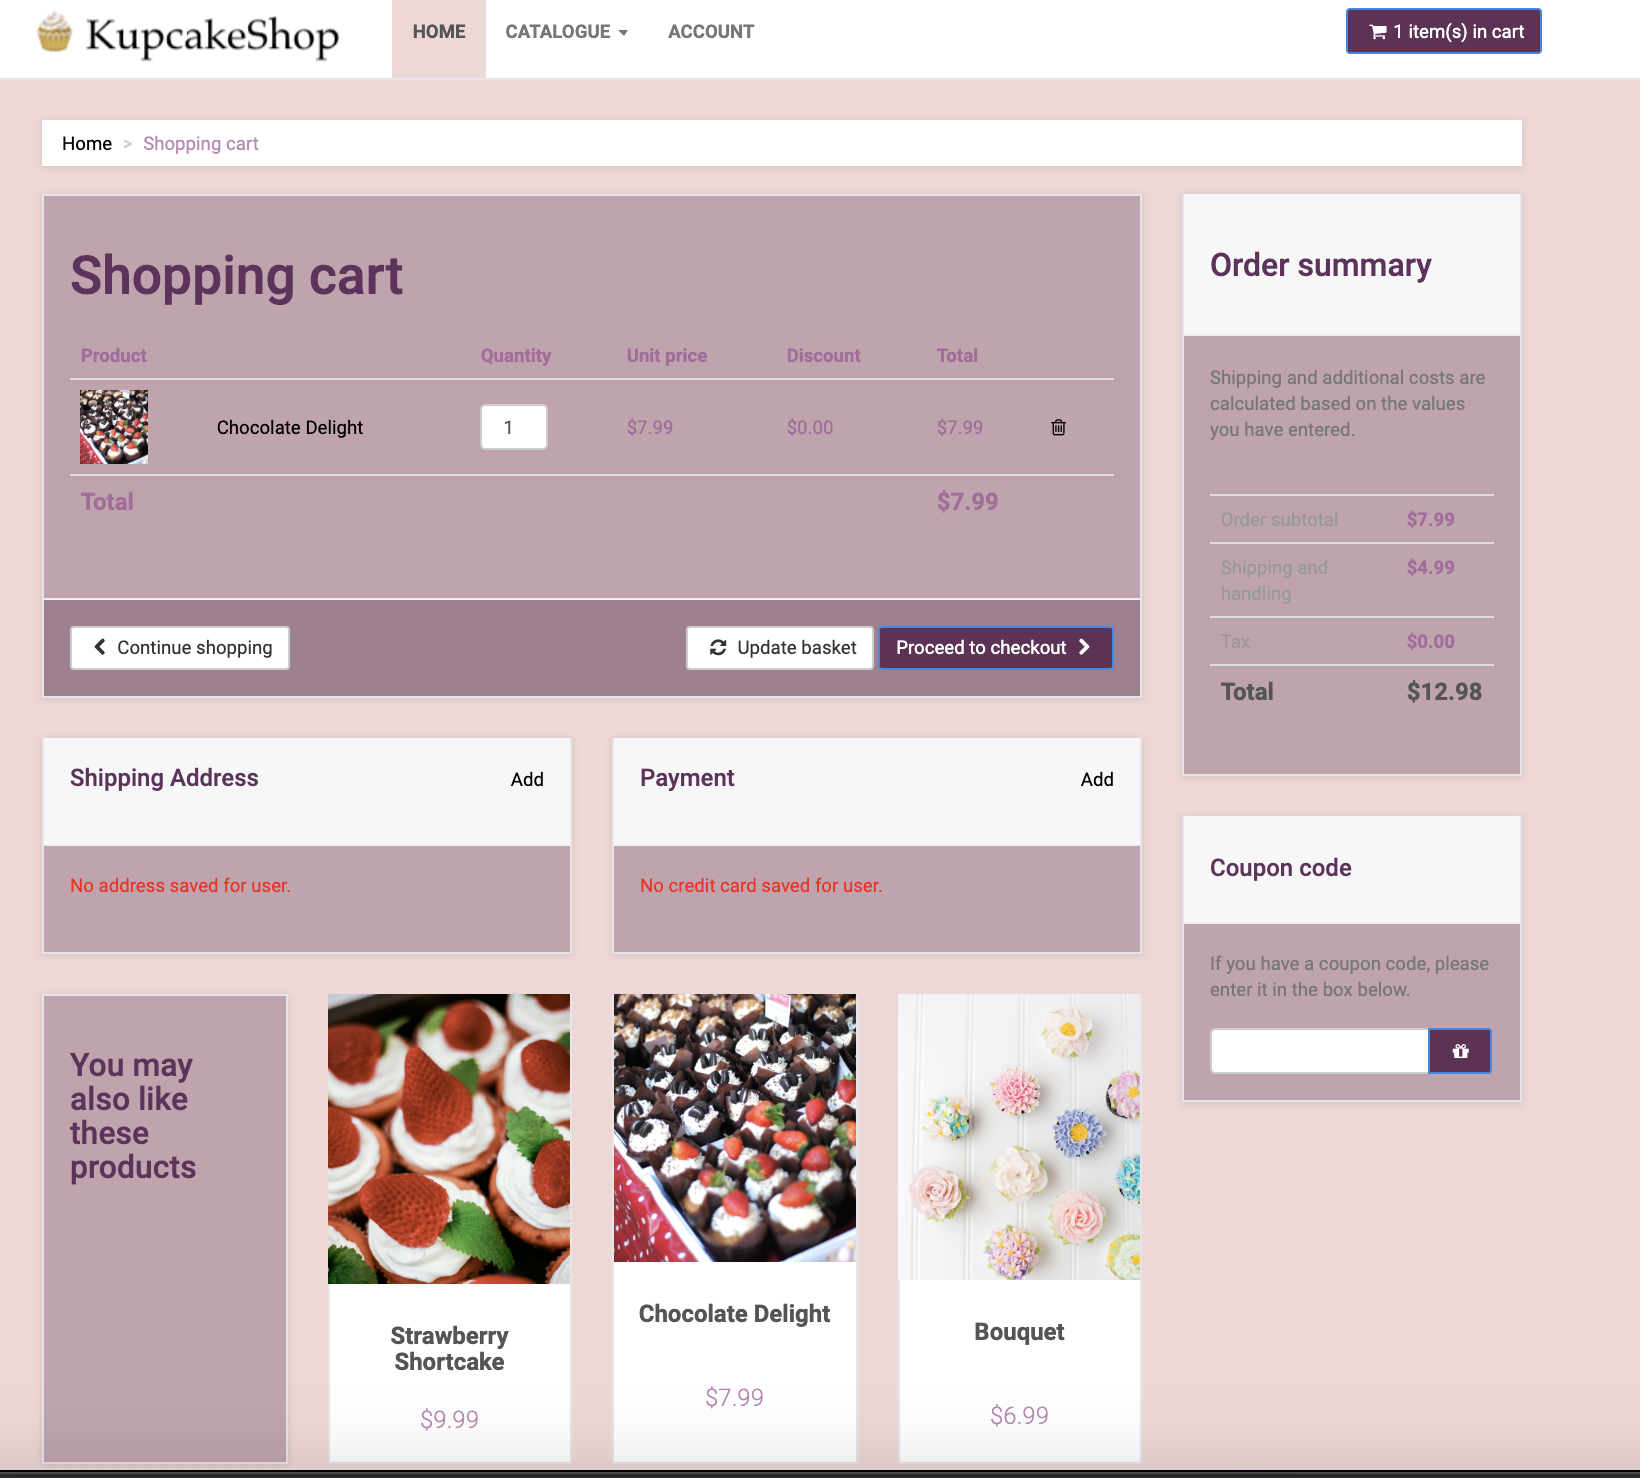 KupcakeShop
HOME
CATALOGUE
ACCOUNT
1 item(s) in cart
Home > Shopping cart
Shopping cart
Product Quantity Unit price Discount Total
Chocolate Delight 1 $7.99 $0.00 $7.99
Total $7.99
Continue shopping
Update basket
Proceed to checkout
Order summary
Shipping and additional costs are
calculated based on the values
you have entered.
Order subtotal $7.99
Shipping and $4.99
handling
Tax $0.00
Total $12.98
Shipping Address Add
No address saved for user.
Payment Add
No credit card saved for user.
Coupon code
If you have a coupon code, please
enter it in the box below.
You may
also like
these
products
Strawberry
Shortcake
$9.99
Chocolate Delight
$7.99
Bouquet
$6.99